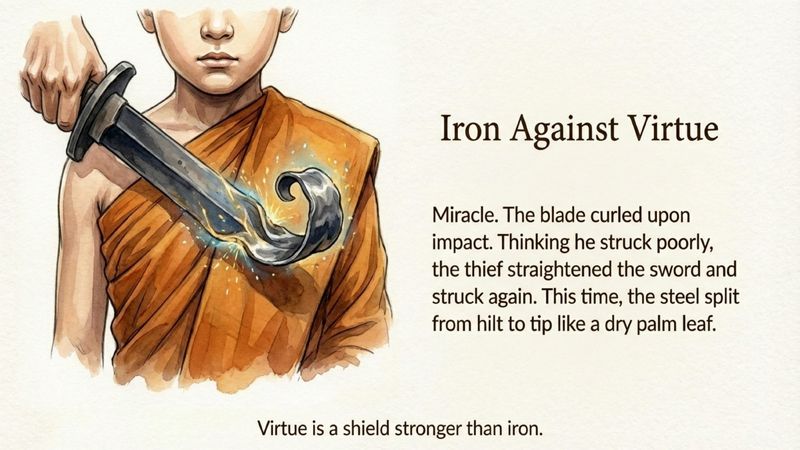 Iron Against Virtue
Miracle. The blade curled upon
impact. Thinking he struck poorly,
the thief straightened the sword and
struck again. This time, the steel split
from hilt to tip like a dry palm leaf.
Virtue is a shield stronger than iron.